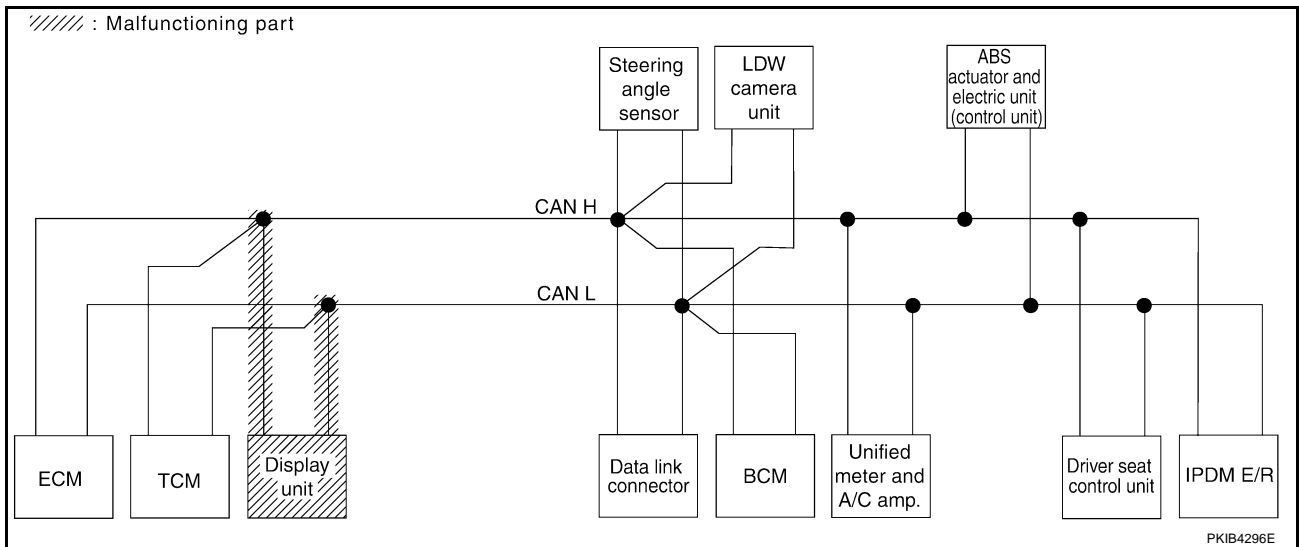 : Malfunctioning part
Steering
angle
sensor
LDW
camera
unit
ABS
actuator and
electric unit
(control unit)
CAN H
CAN L
ECM
TCM
Display
unit
Data link
connector
BCM
Unified
meter and
A/C amp.
Driver seat
control unit
IPDM E/R
PKIB4296E